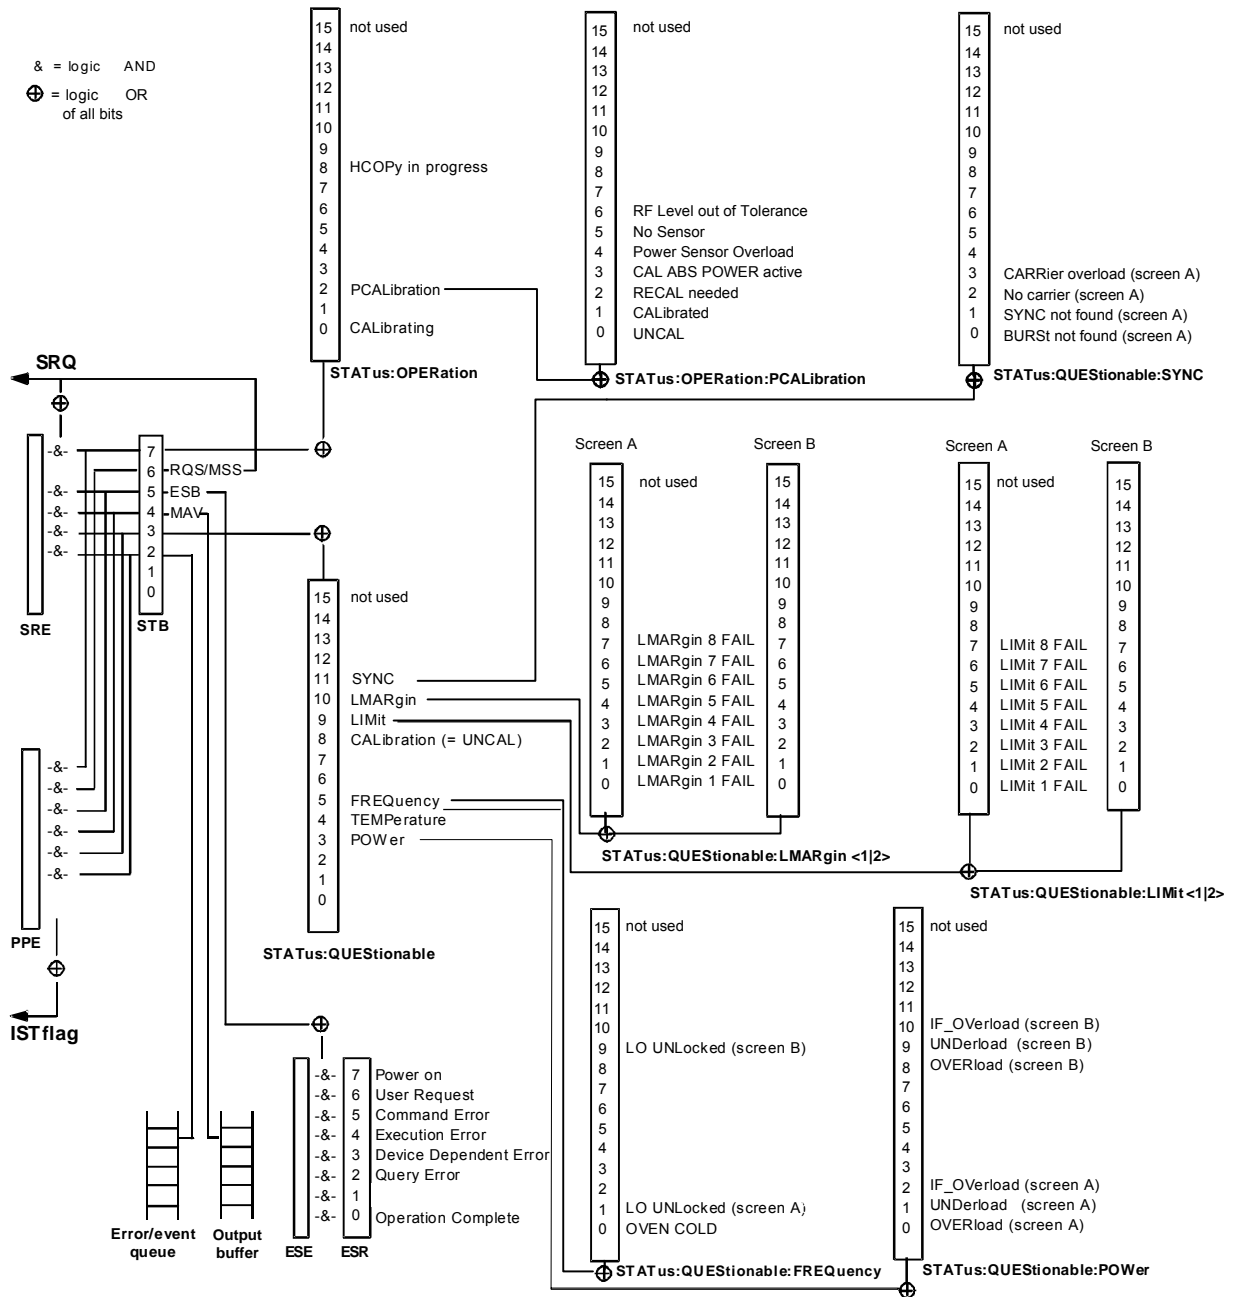 & = logic AND
⊕ = logic OR
of all bits
15 not used
14
13
12
11
10
9
8 HCOPy in progress
7
6
5
4
3
2 PCALibration
1
0 CALibrating
STATus:OPERation
15 not used
14
13
12
11
10
9
8
7
6 RF Level out of Tolerance
5 No Sensor
4 Power Sensor Overload
3 CAL ABS POWER active
2 RECAL needed
1 CALibrated
0 UNCAL
STATus:OPERation:PCALibration
15 not used
14
13
12
11
10
9
8
7
6
5
4
3 CARRier overload (screen A)
2 No carrier (screen A)
1 SYNC not found (screen A)
0 BURSt not found (screen A)
STATus:QUEStionable:SYNC
SRQ
-&- 7
6 RQS/MSS
-&- 5 ESB
-&- 4 MAV
-&- 3
-&- 2
1
0
SRE
STB
15 not used
14
13
12
11 SYNC
10 LMARgin
9 LIMit
8 CALibration (= UNCAL)
7
6
5 FREQuency
4 TEMPerature
3 POWer
2
1
0
STATus:QUEStionable
Screen A Screen B
15 not used 15
14 14
13 13
12 12
11 11
10 10
9 9
8 8
7 LMARgin 8 FAIL 7
6 LMARgin 7 FAIL 6
5 LMARgin 6 FAIL 5
4 LMARgin 5 FAIL 4
3 LMARgin 4 FAIL 3
2 LMARgin 3 FAIL 2
1 LMARgin 2 FAIL 1
0 LMARgin 1 FAIL 0
STATus:QUEStionable:LMARgin <1|2>
Screen A Screen B
15 not used 15
14 14
13 13
12 12
11 11
10 10
9 9
8 8
7 LIMit 8 FAIL 7
6 LIMit 7 FAIL 6
5 LIMit 6 FAIL 5
4 LIMit 5 FAIL 4
3 LIMit 4 FAIL 3
2 LIMit 3 FAIL 2
1 LIMit 2 FAIL 1
0 LIMit 1 FAIL 0
STATus:QUEStionable:LIMit <1|2>
-&-
-&-
-&-
-&-
-&-
-&-
PPE
ISTflag
-&- 7 Power on
-&- 6 User Request
-&- 5 Command Error
-&- 4 Execution Error
-&- 3 Device Dependent Error
-&- 2 Query Error
-&- 1
-&- 0 Operation Complete
ESE ESR
Error/event
queue
Output
buffer
15 not used
14
13
12
11
10
9 LO UNLocked (screen B)
8
7
6
5
4
3
2
1 LO UNLocked (screen A)
0 OVEN COLD
STATus:QUEStionable:FREQuency
15 not used
14
13
12
11
10 IF_OVerload (screen B)
9 UNDerload (screen B)
8 OVERload (screen B)
7
6
5
4
3
2 IF_OVerload (screen A)
1 UNDerload (screen A)
0 OVERload (screen A)
STATus:QUEStionable:POWer